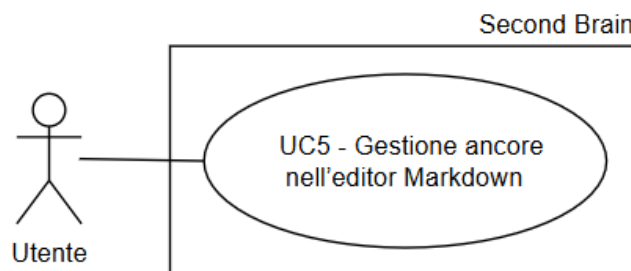 Second Brain
UC5 - Gestione ancore
nell'editor Markdown
Utente